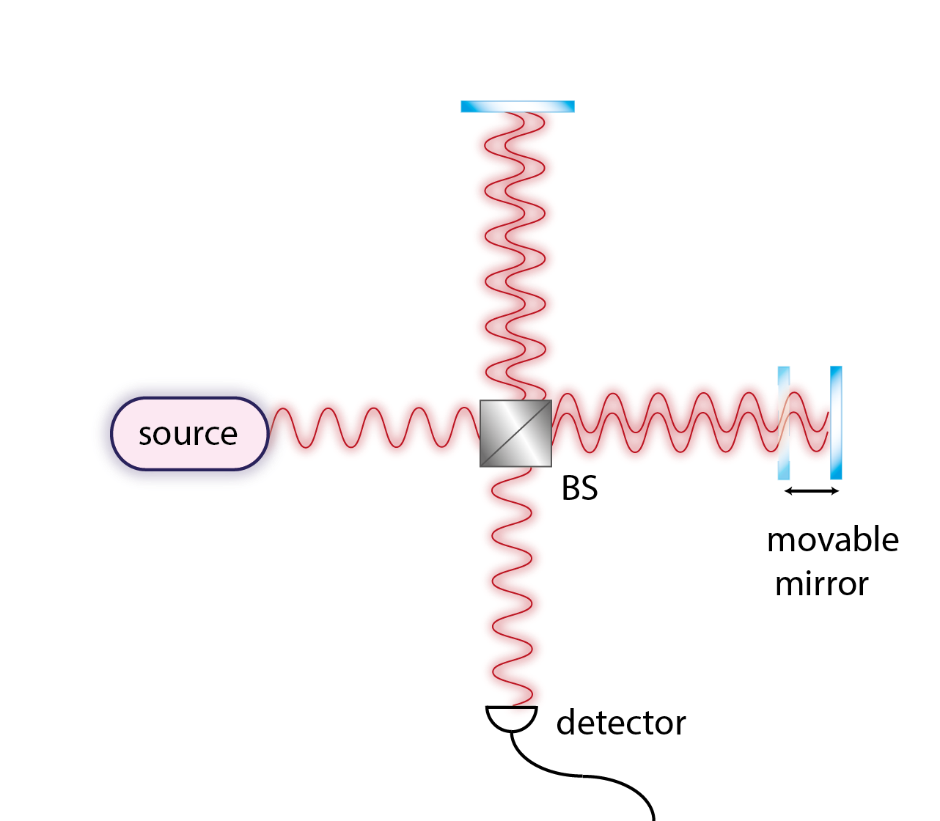 source
BS
movable
mirror
detector